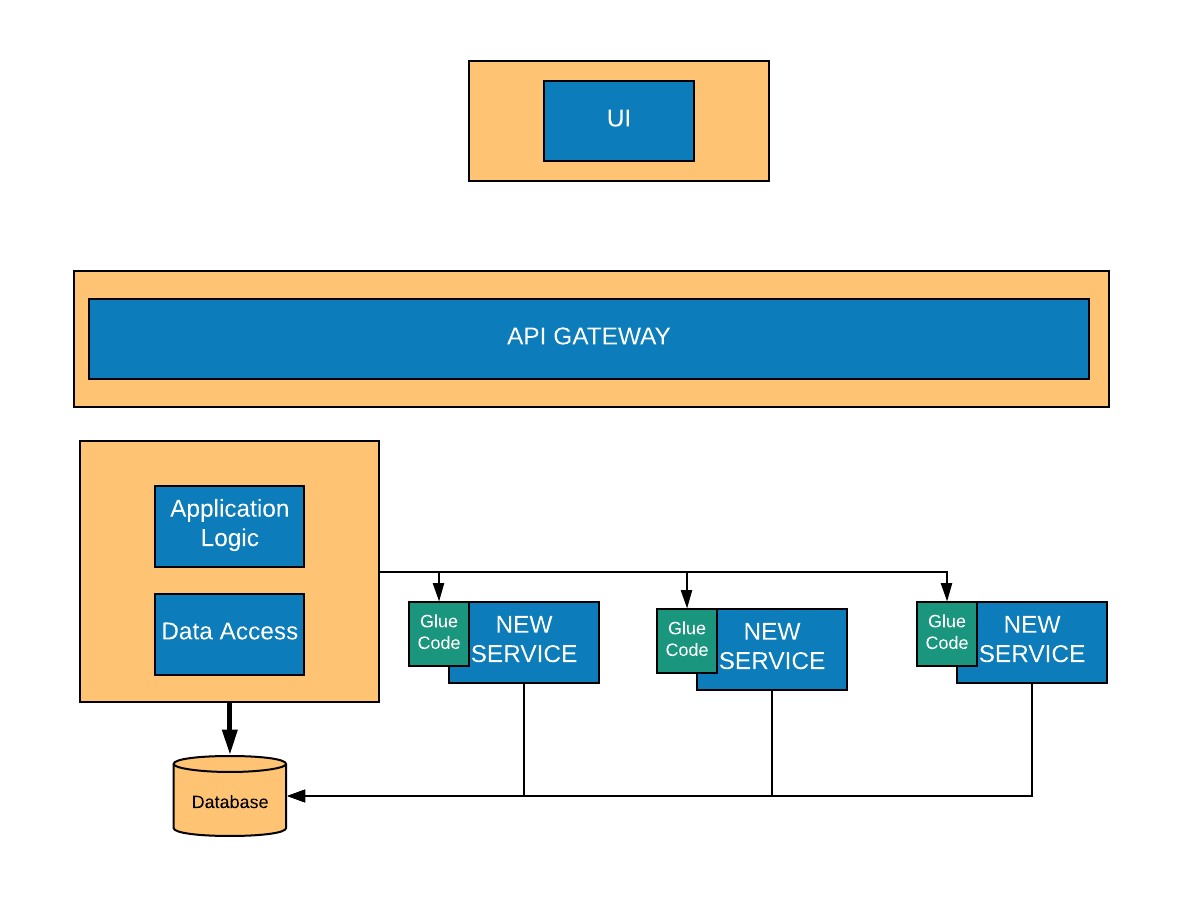 UI
API GATEWAY
Application
Logic
Data Access
Glue
Code
NEW
SERVICE
Glue
Code
NEW
SERVICE
Glue
Code
NEW
SERVICE
Database